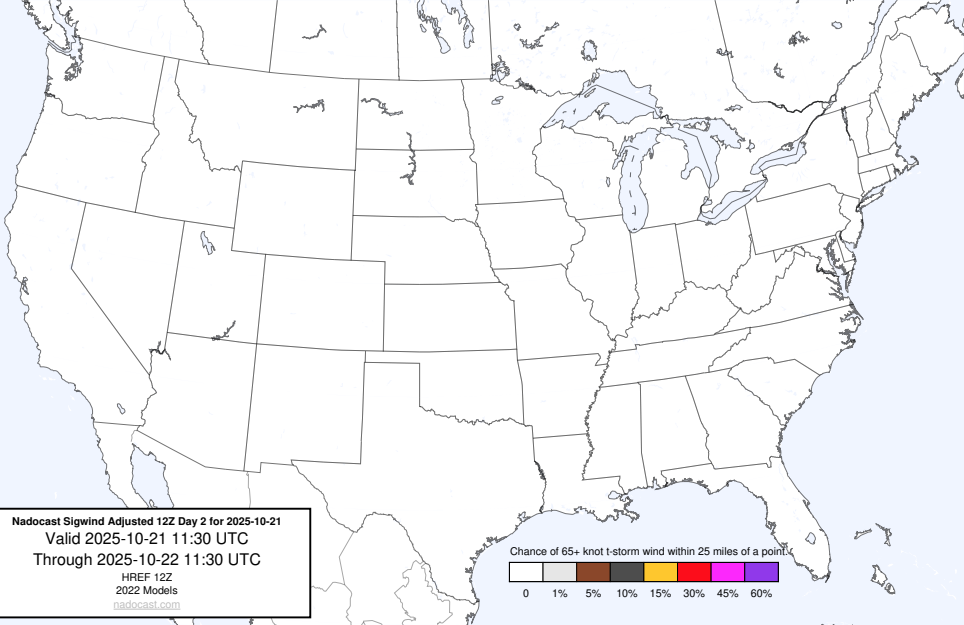 Nadocast Sigwind Adjusted 12Z Day 2 for 2025-10-21
Valid 2025-10-21 11:30 UTC
Through 2025-10-22 11:30 UTC
HREF 12Z
2022 Models
nadocast.com
Chance of 65+ knot t-storm wind within 25 miles of a point.
0 1% 5% 10% 15% 30% 45% 60%